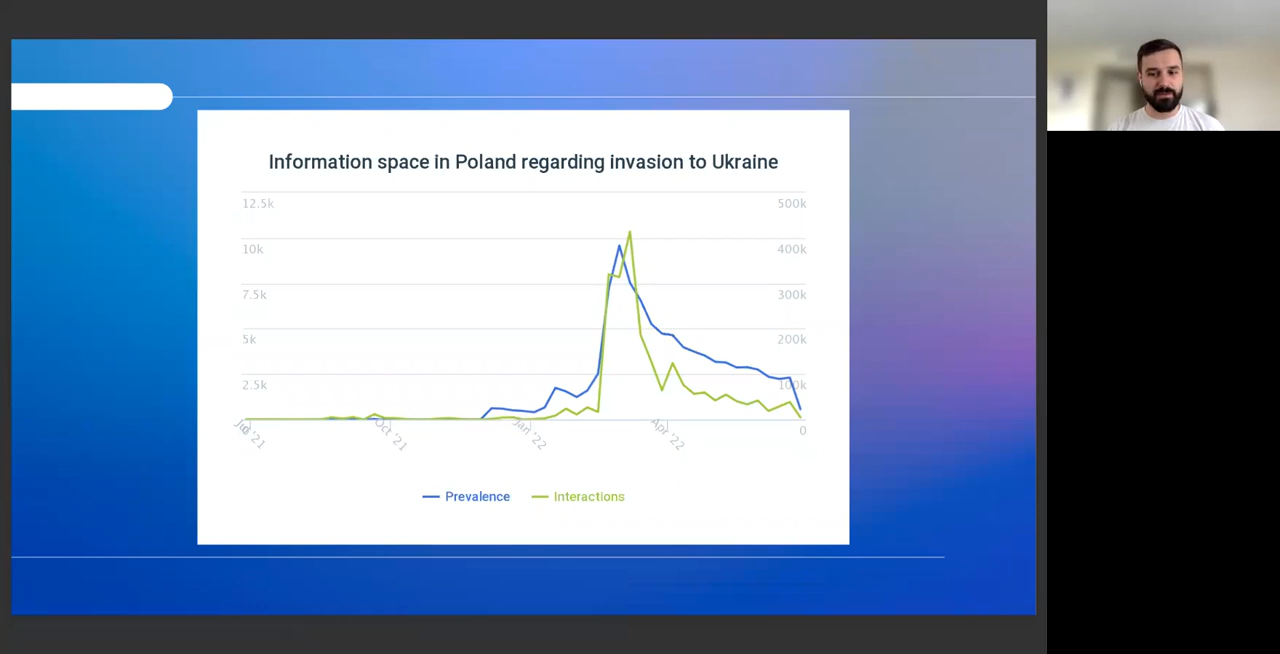 Information space in Poland regarding invasion to Ukraine
12.5k
500k
10k
400k
7.5k
300k
5k
200k
2.5k
100k
0
0
Jul '21
Oct '21
Jan '22
Apr '22
Prevalence
Interactions